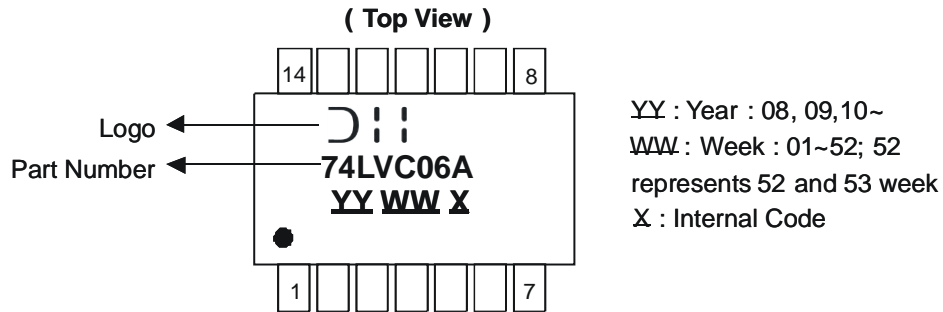 ( Top View )
14 8
Logo
Part Number
74LVC06A
YY WW X
1 7
YY : Year : 08, 09,10~
WW : Week : 01~52; 52
represents 52 and 53 week
X : Internal Code